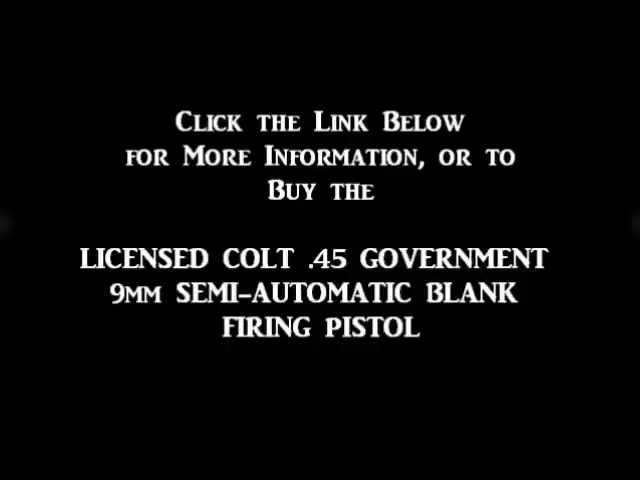 Click the Link Below
for More Information, or to
Buy the
LICENSED COLT .45 GOVERNMENT
9mm SEMI-AUTOMATIC BLANK
FIRING PISTOL